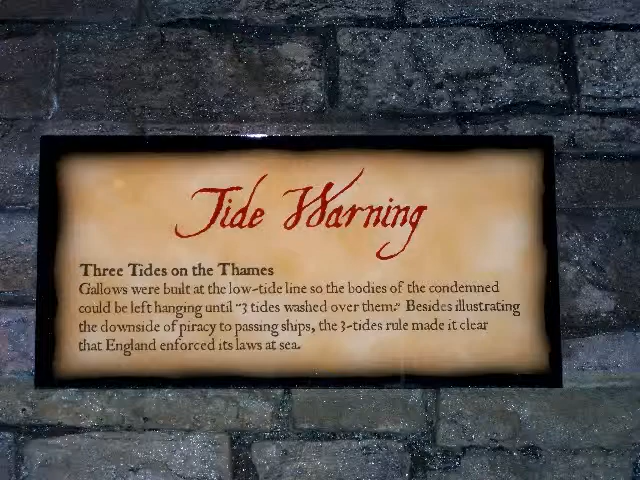 Tide Warning
Three Tides on the Thames
Gallows were built at the low-tide line so the bodies of the condemned
could be left hanging until "3 tides washed over them." Besides illustrating
the downside of piracy to passing ships, the 3-tides rule made it clear
that England enforced its laws at sea.